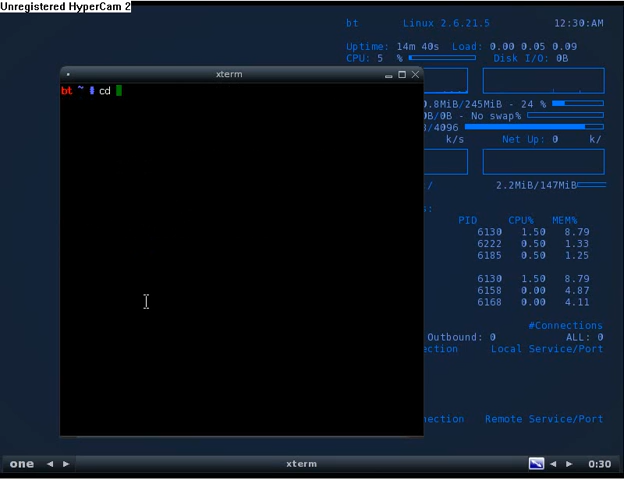 Unregistered HyperCam 2
bt Linux 2.6.21.5 12:30:AM
Uptime: 14m 40s Load: 0.00 0.05 0.09
CPU: 5 % Disk I/O: 0B
xterm
bt ~ # cd
0.8MiB/245MiB - 24 %
0B/0B - No swap%
3/4096
k/s Net Up: 0 k/
/ 2.2MiB/147MiB
s:
PID CPU% MEM%
6130 1.50 8.79
6222 0.50 1.33
6185 0.50 1.25
6130 1.50 8.79
6158 0.00 4.87
6168 0.00 4.11
#Connections
Outbound: 0 ALL: 0
ection Local Service/Port
nection Remote Service/Port
one xterm 0:30